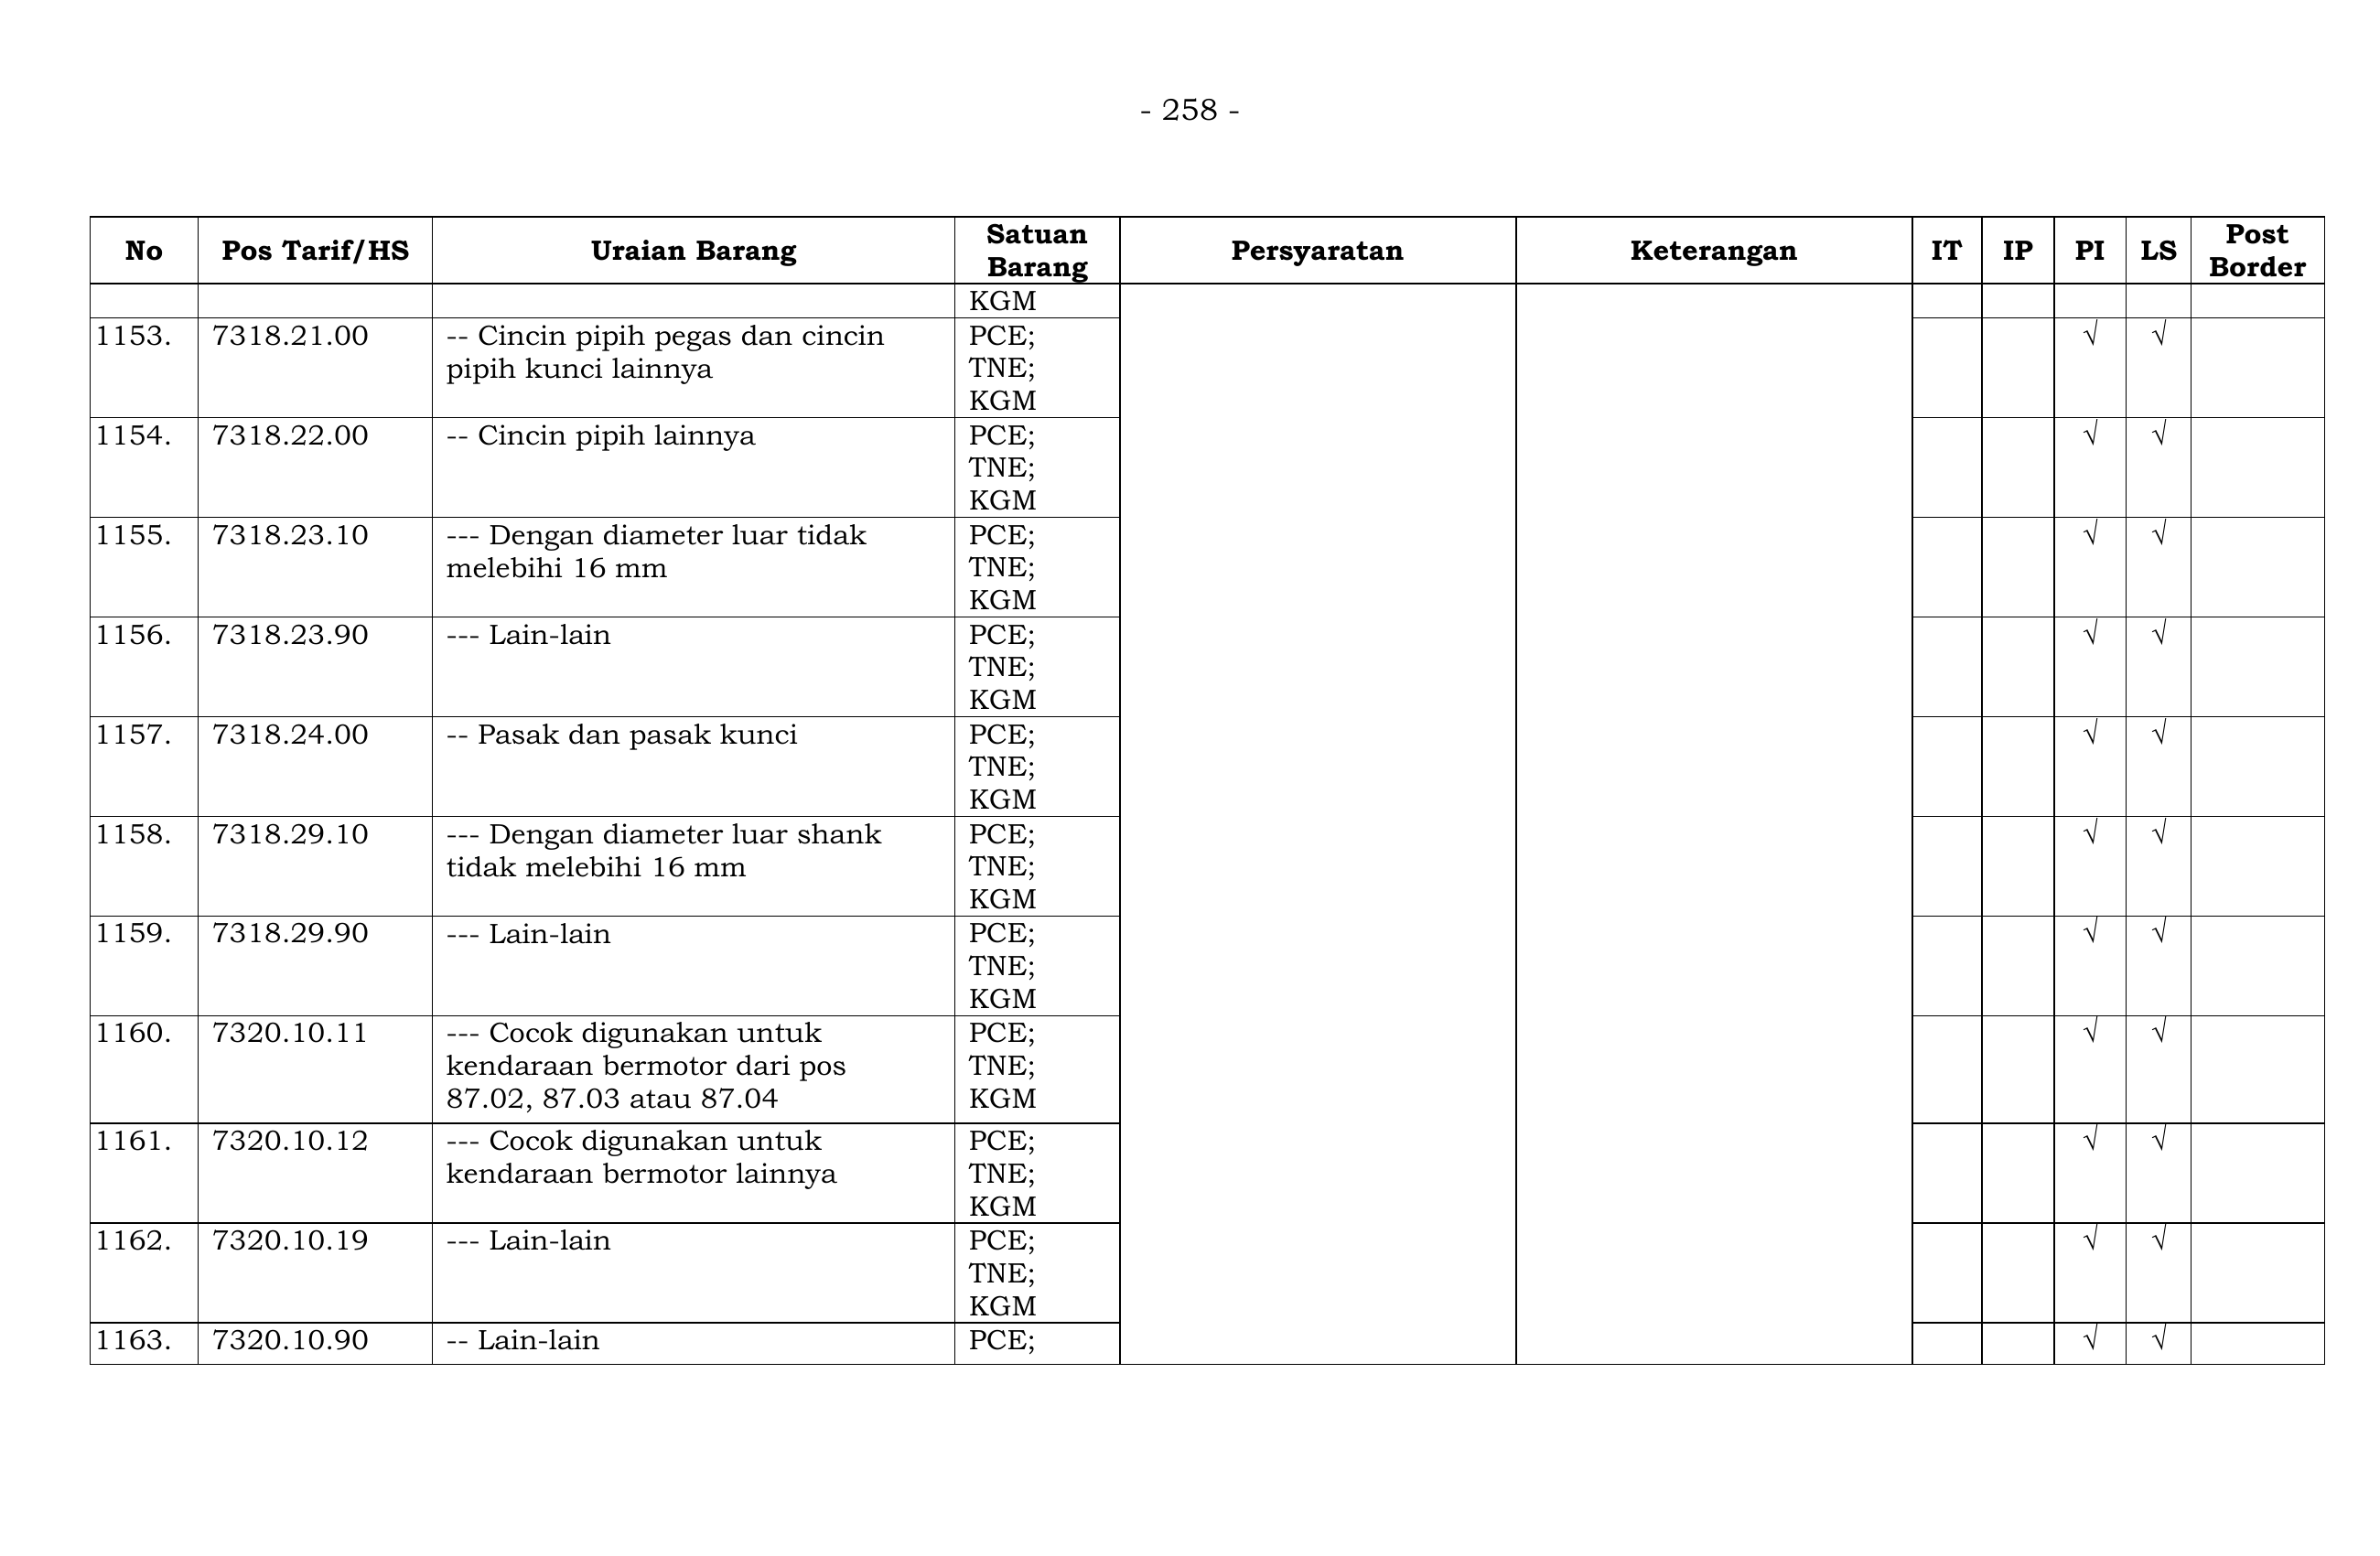 - 258 -
No Pos Tarif/HS Uraian Barang Satuan Barang Persyaratan Keterangan IT IP PI LS Post Border
KGM
1153. 7318.21.00 -- Cincin pipih pegas dan cincin PCE; √ √
pipih kunci lainnya TNE;
KGM
1154. 7318.22.00 -- Cincin pipih lainnya PCE; √ √
TNE;
KGM
1155. 7318.23.10 --- Dengan diameter luar tidak PCE; √ √
melebihi 16 mm TNE;
KGM
1156. 7318.23.90 --- Lain-lain PCE; √ √
TNE;
KGM
1157. 7318.24.00 -- Pasak dan pasak kunci PCE; √ √
TNE;
KGM
1158. 7318.29.10 --- Dengan diameter luar shank PCE; √ √
tidak melebihi 16 mm TNE;
KGM
1159. 7318.29.90 --- Lain-lain PCE; √ √
TNE;
KGM
1160. 7320.10.11 --- Cocok digunakan untuk PCE; √ √
kendaraan bermotor dari pos TNE;
87.02, 87.03 atau 87.04 KGM
1161. 7320.10.12 --- Cocok digunakan untuk PCE; √ √
kendaraan bermotor lainnya TNE;
KGM
1162. 7320.10.19 --- Lain-lain PCE; √ √
TNE;
KGM
1163. 7320.10.90 -- Lain-lain PCE; √ √